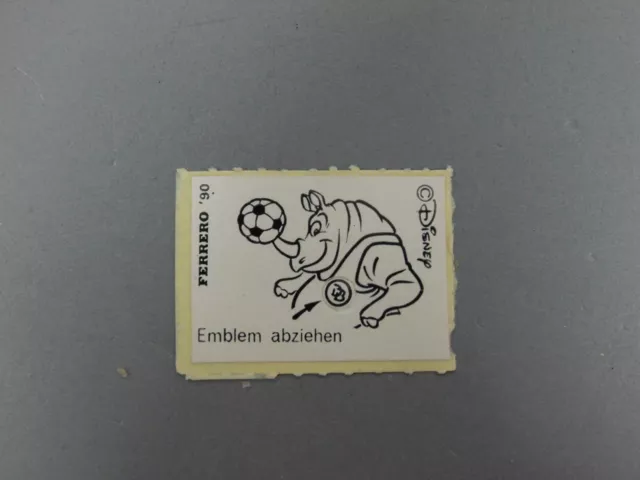 FERRERO '90
© Disney
Emblem abziehen